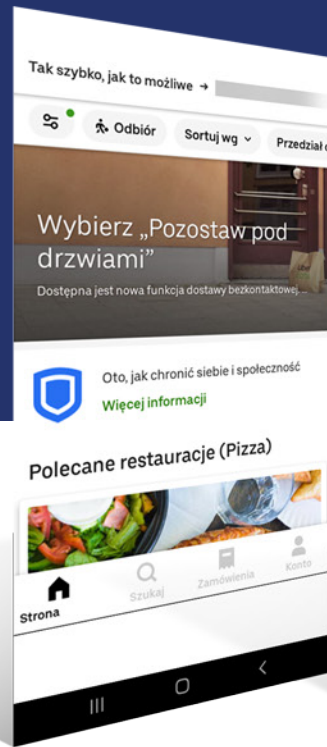 Tak szybko, jak to możliwe →
Odbiór Sortuj wg Przedział
Wybierz „Pozostaw pod
drzwiami”
Dostępna jest nowa funkcja dostawy bezkontaktowej...
Oto, jak chronić siebie i społeczność
Więcej informacji
Polecane restauracje (Pizza)
Strona Szukaj Zamówienia Konto